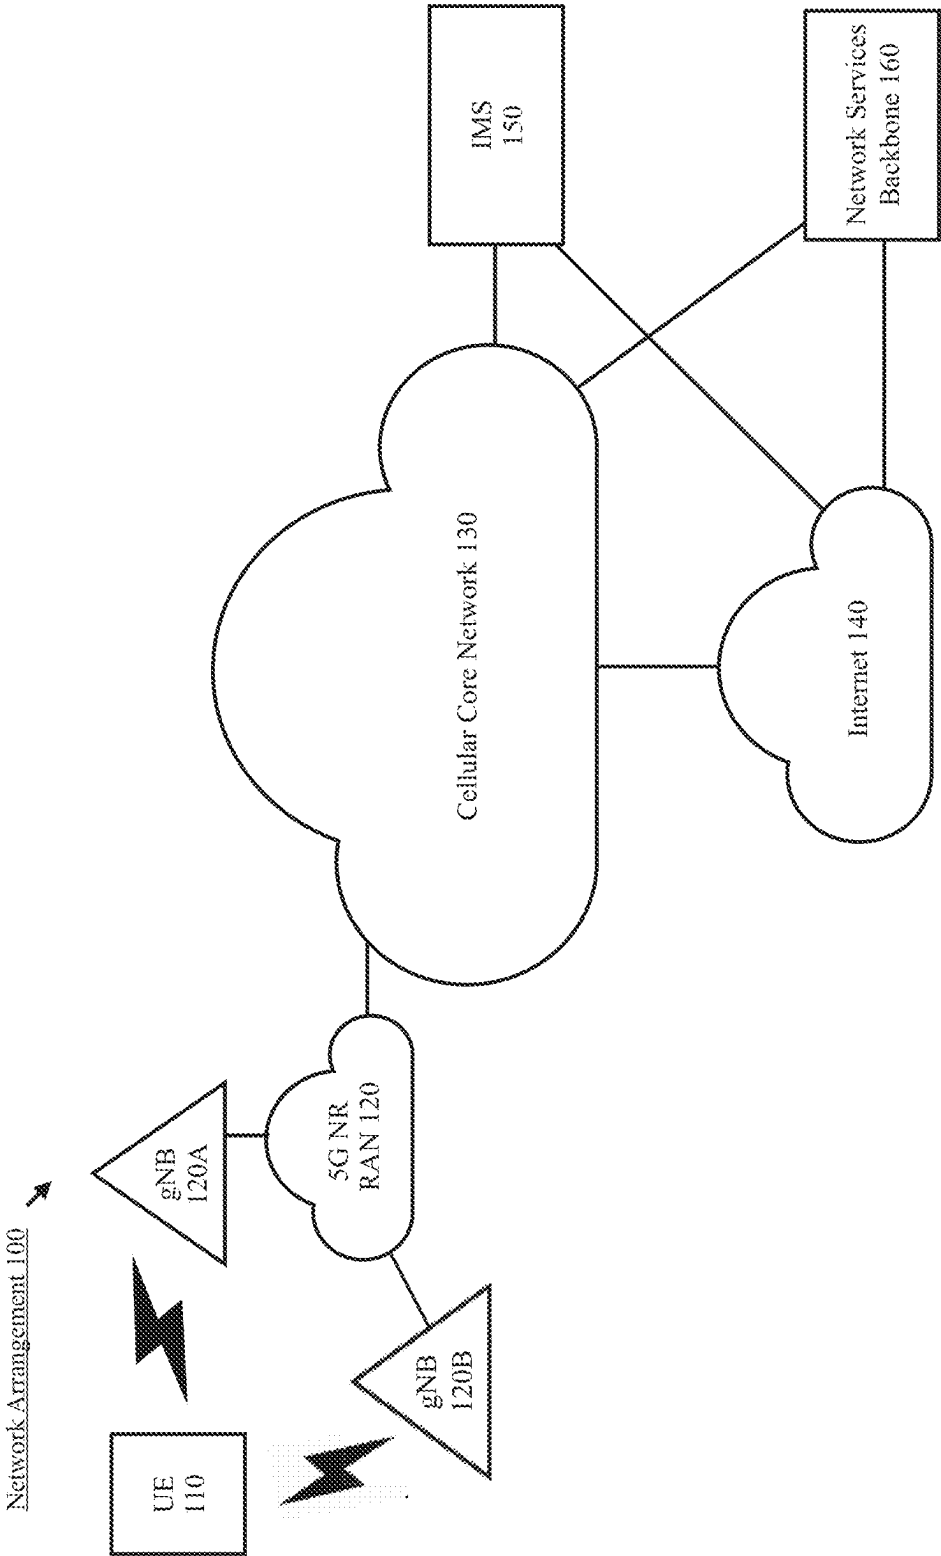 Network Arrangement 100
UE
110
gNB
120A
gNB
120B
5G NR
RAN 120
Cellular Core Network 130
Internet 140
IMS
150
Network Services
Backbone 160